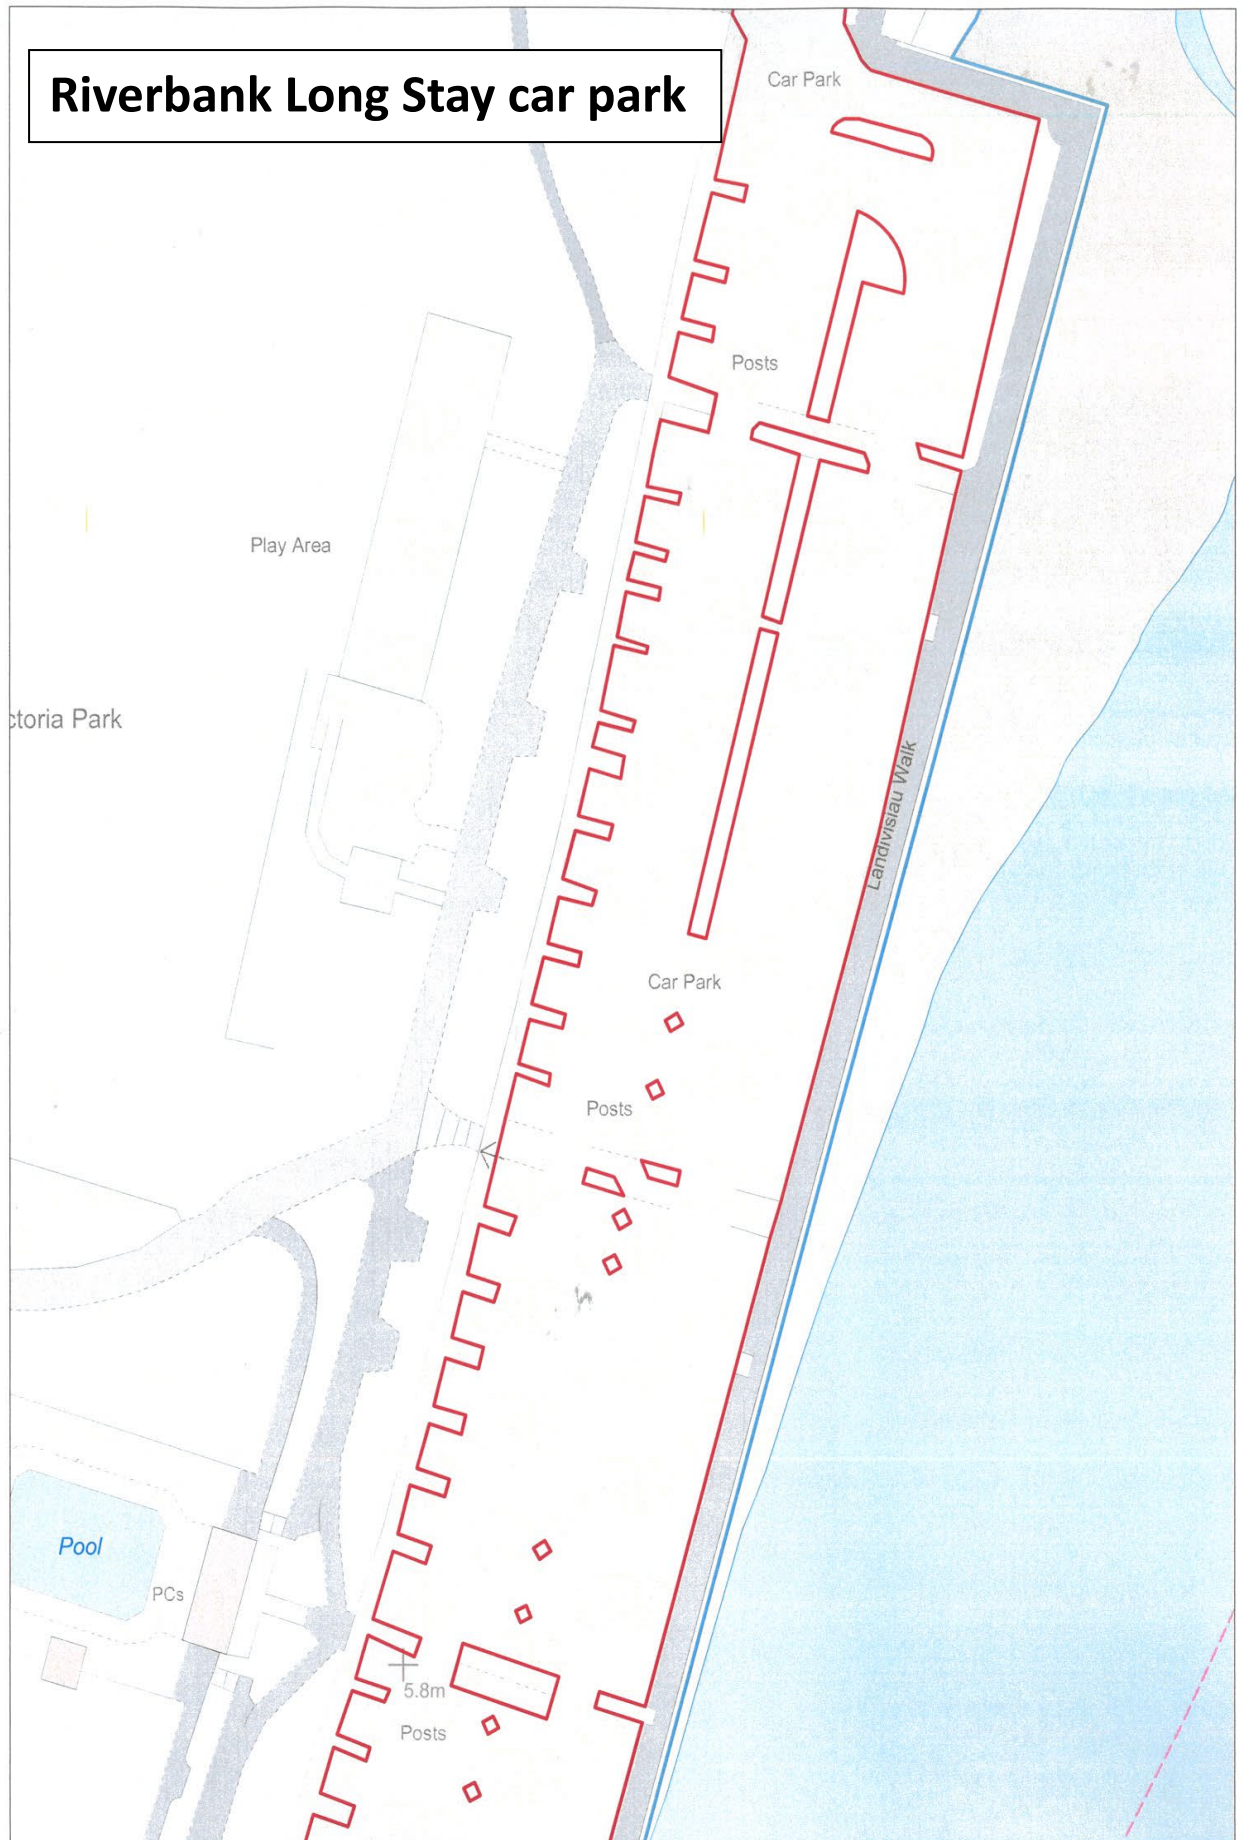 Riverbank Long Stay car park
Car Park
Posts
Play Area
ctoria Park
Landivisiau Walk
Car Park
Posts
Pool
PCs
5.8m
Posts